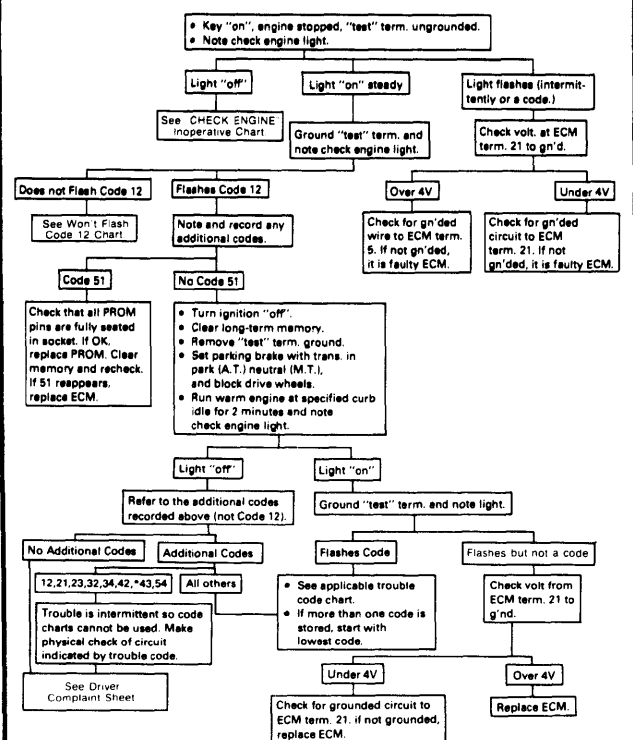 • Key "on", engine stopped, "test" term. ungrounded.
• Note check engine light.
Light "off"
Light "on" steady
Light flashes (intermit-
tently or a code.)
See CHECK ENGINE
Inoperative Chart
Ground "test" term. and
note check engine light.
Check volt. at ECM
term. 21 to gn'd.
Does not Flash Code 12
Flashes Code 12
Over 4V
Under 4V
See Won't Flash
Code 12 Chart
Note and record any
additional codes.
Check for gn'ded
wire to ECM term.
5. If not gn'ded,
it is faulty ECM.
Check for gn'ded
circuit to ECM
term. 21. If not
gn'ded, it is faulty ECM.
Code 51
No Code 51
Check that all PROM
pins are fully seated
in socket. If OK,
replace PROM. Clear
memory and recheck.
If 51 reappears,
replace ECM.
• Turn ignition "off".
• Clear long-term memory.
• Remove "test" term. ground.
• Set parking brake with trans. in
park (A.T.) neutral (M.T.),
and block drive wheels.
• Run warm engine at specified curb
idle for 2 minutes and note
check engine light.
Light "off"
Light "on"
Refer to the additional codes
recorded above (not Code 12).
Ground "test" term. and note light.
No Additional Codes
Additional Codes
Flashes Code
Flashes but not a code
12,21,23,32,34,42,*43,54
All others
• See applicable trouble
code chart.
• If more than one code is
stored, start with
lowest code.
Check volt from
ECM term. 21 to
g'nd.
Trouble is intermittent so code
charts cannot be used. Make
physical check of circuit
indicated by trouble code.
See Driver
Complaint Sheet
Under 4V
Over 4V
Check for grounded circuit to
ECM term. 21. if not grounded,
replace ECM.
Replace ECM.